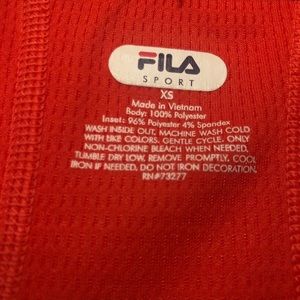 FILA
SPORT
XS
Made in Vietnam
Body: 100% Polyester
Inset: 96% Polyester 4% Spandex
WASH INSIDE OUT. MACHINE WASH COLD
WITH LIKE COLORS. GENTLE CYCLE. ONLY
NON-CHLORINE BLEACH WHEN NEEDED.
TUMBLE DRY LOW. REMOVE PROMPTLY. COOL
IRON IF NEEDED, DO NOT IRON DECORATION.
RN#73277